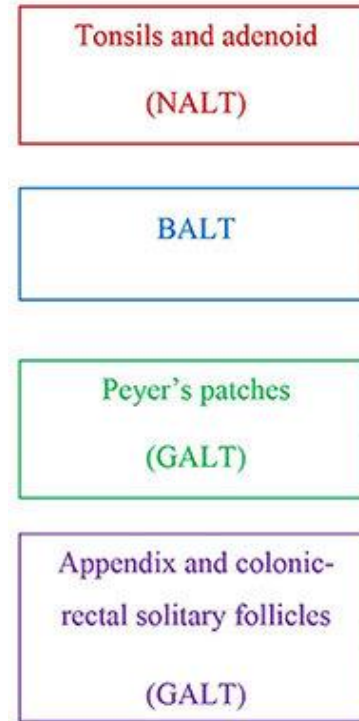 Tonsils and adenoid
(NALT)
BALT
Peyer's patches
(GALT)
Appendix and colonic-
rectal solitary follicles
(GALT)